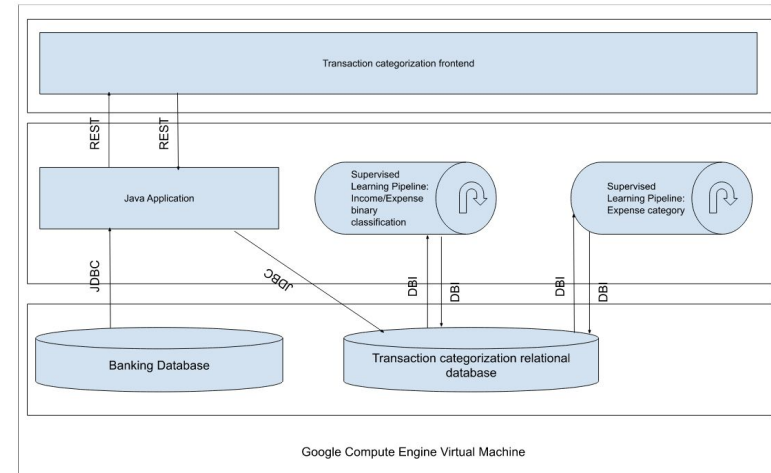 Transaction categorization frontend
REST
REST
Java Application
Supervised
Learning Pipeline:
Income/Expense
binary
classification
Supervised
Learning Pipeline:
Expense category
JDBC
JDBC
DBI
DBI
DBI
DBI
Banking Database
Transaction categorization relational
database
Google Compute Engine Virtual Machine